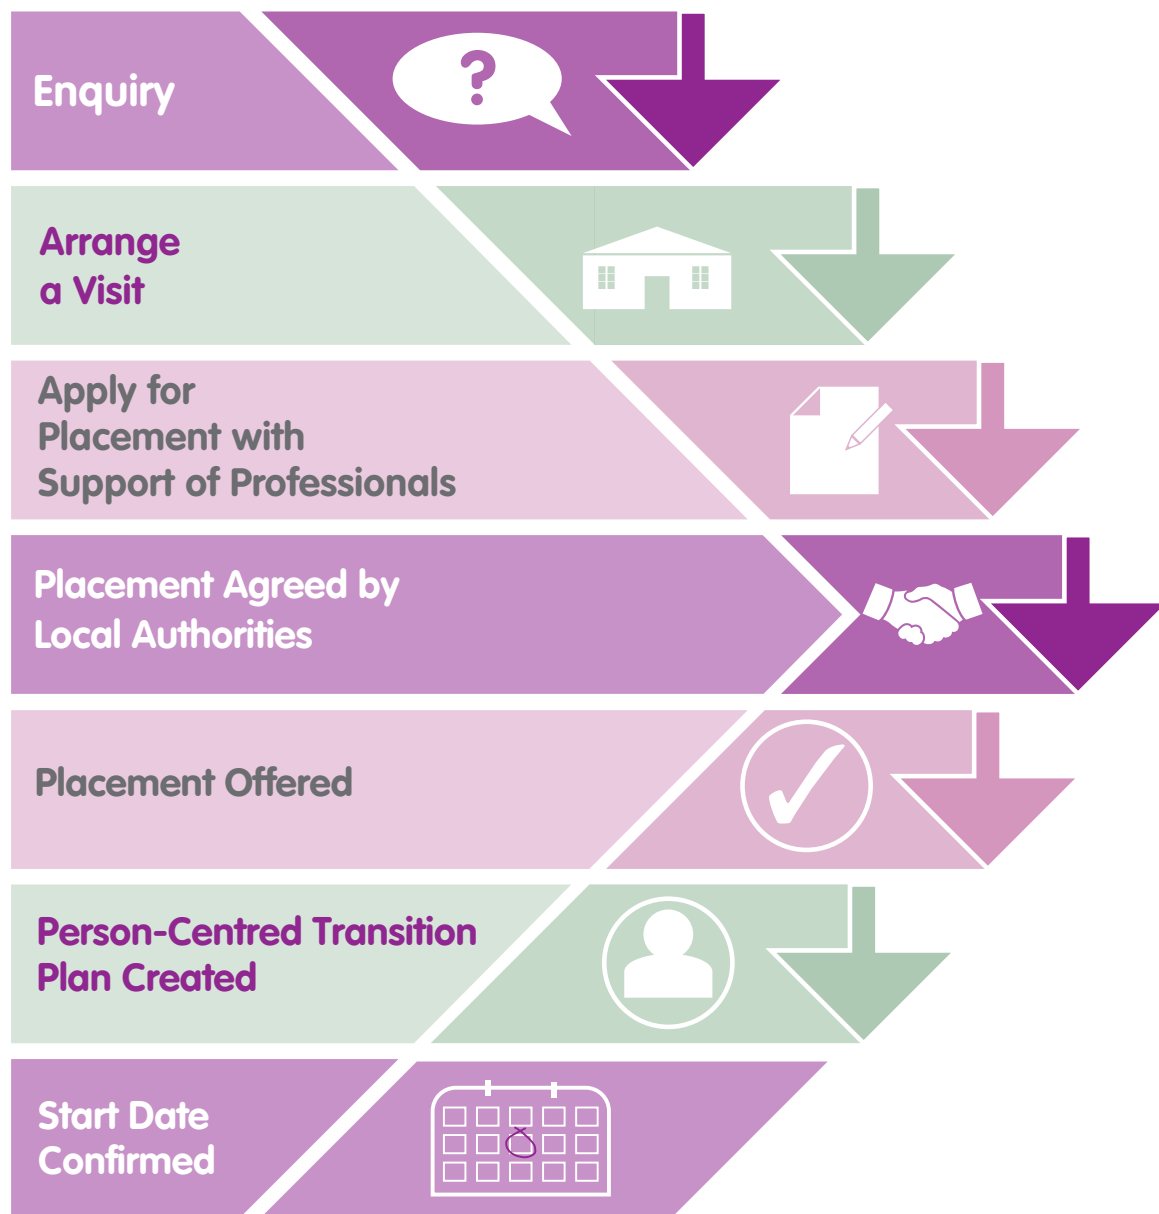 Enquiry
?
Arrange
a Visit
Apply for
Placement with
Support of Professionals
Placement Agreed by
Local Authorities
Placement Offered
Person-Centred Transition
Plan Created
Start Date
Confirmed